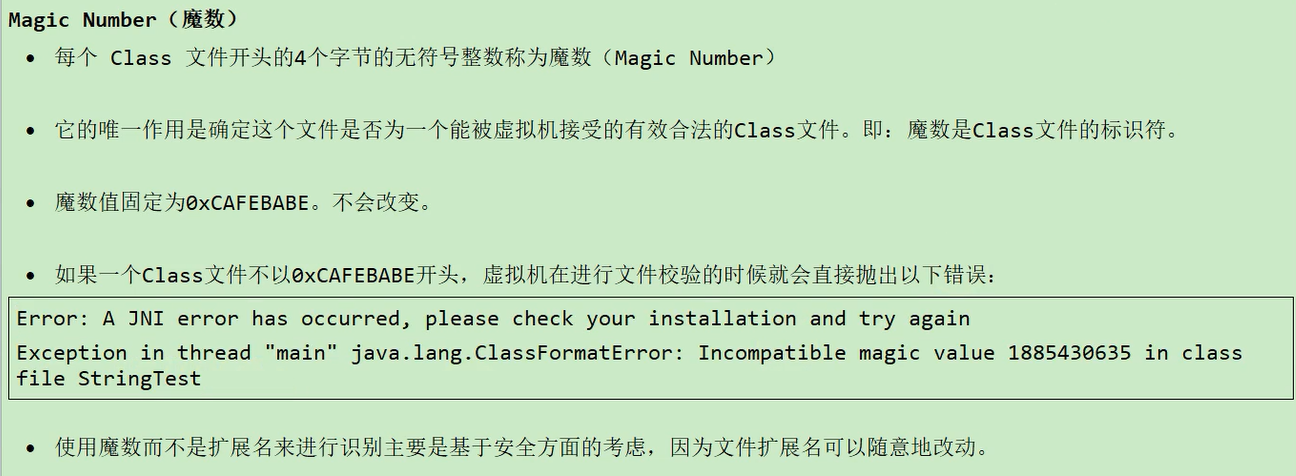 Magic Number（魔数）
• 每个 Class 文件开头的4个字节的无符号整数称为魔数（Magic Number）
• 它的唯一作用是确定这个文件是否为一个能被虚拟机接受的有效合法的Class文件。即：魔数是Class文件的标识符。
• 魔数值固定为0xCAFEBABE。不会改变。
• 如果一个Class文件不以0xCAFEBABE开头，虚拟机在进行文件校验的时候就会直接抛出以下错误：
Error: A JNI error has occurred, please check your installation and try again
Exception in thread "main" java.lang.ClassFormatError: Incompatible magic value 1885430635 in class
file StringTest
• 使用魔数而不是扩展名来进行识别主要是基于安全方面的考虑，因为文件扩展名可以随意地改动。